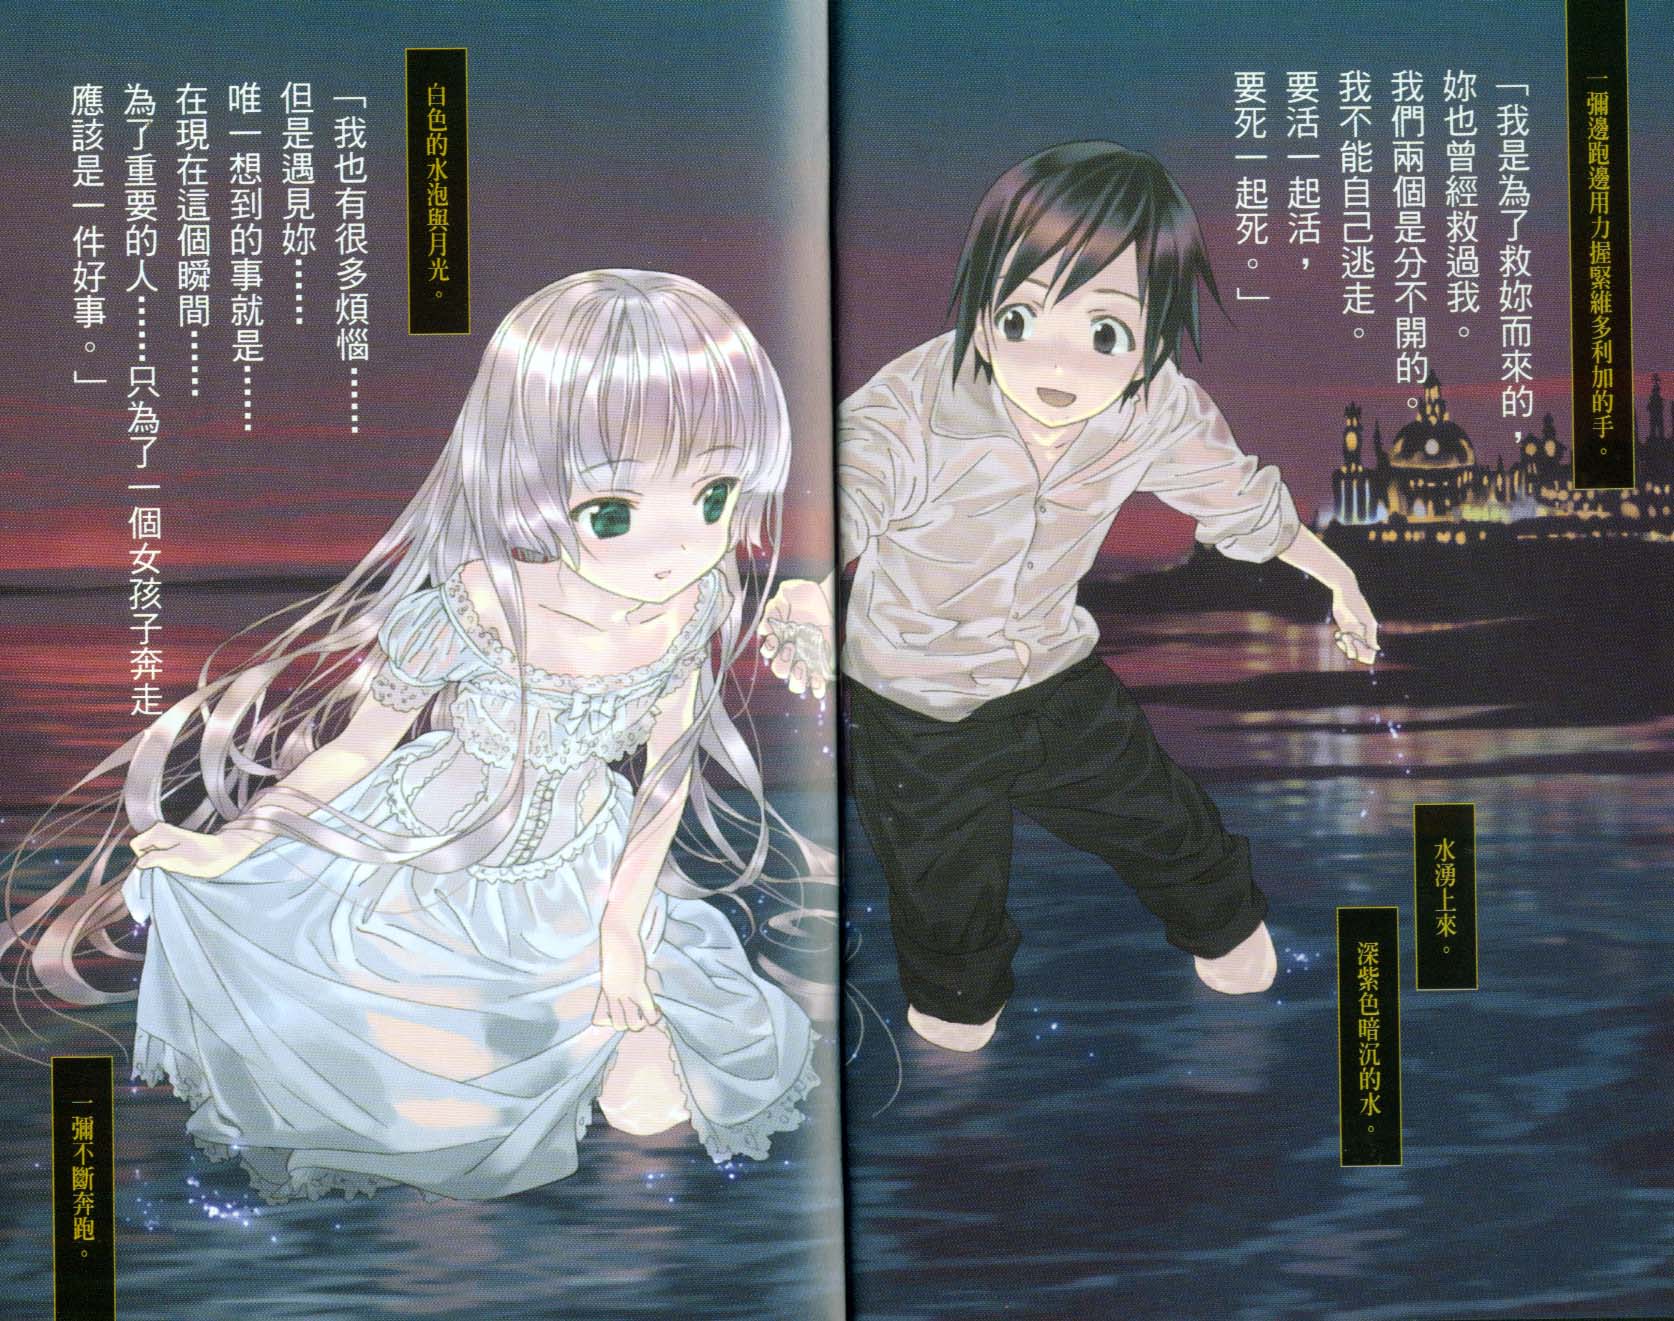 一彌邊跑邊用力握緊維多利加的手。
「我是為了救妳而來的，
妳也曾經救過我。
我們兩個是分不開的。
我不能自己逃走。
要活一起活，
要死一起死。」
水湧上來。
深紫色暗沉的水。
白色的水泡與月光。
「我也有很多煩惱……
但是遇見妳……
唯一想到的事就是……
在現在這個瞬間……
為了重要的人……只為了一個女孩子奔走
應該是一件好事。」
一彌不斷奔跑。